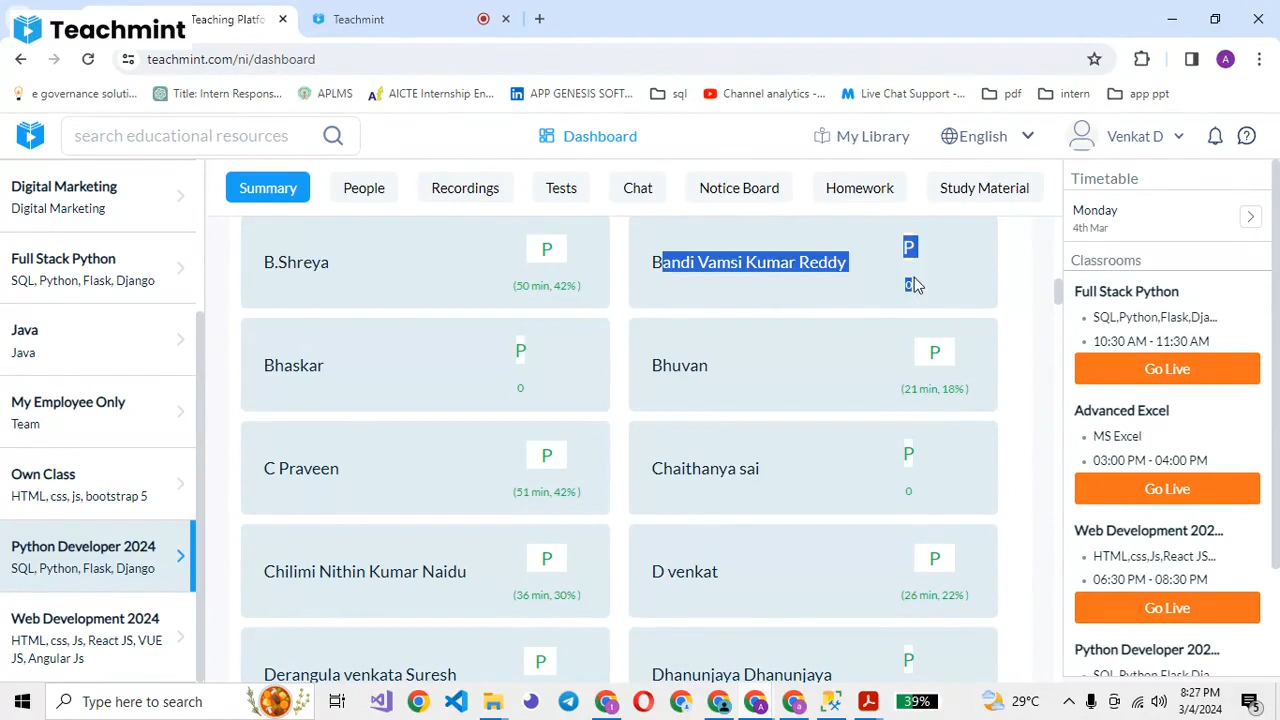 Teachmint
Teaching Platfo
Teachmint
teachmint.com/ni/dashboard
e governance soluti...
Title: Intern Respons...
APLMS
AICTE Internship En...
APP GENESIS SOFT...
sql
Channel analytics -...
Live Chat Support -...
pdf
intern
app ppt
search educational resources
Dashboard
My Library
English
Venkat D
Digital Marketing
Digital Marketing
Full Stack Python
SQL, Python, Flask, Django
Java
Java
My Employee Only
Team
Own Class
HTML, css, js, bootstrap 5
Python Developer 2024
SQL, Python, Flask, Django
Web Development 2024
HTML, css, Js, React JS, VUE
JS, Angular Js
Summary
People
Recordings
Tests
Chat
Notice Board
Homework
Study Material
B.Shreya
P
(50 min, 42% )
Bandi Vamsi Kumar Reddy
P
0
Bhaskar
P
0
Bhuvan
P
(21 min, 18% )
C Praveen
P
(51 min, 42% )
Chaithanya sai
P
0
Chilimi Nithin Kumar Naidu
P
(36 min, 30% )
D venkat
P
(26 min, 22% )
Derangula venkata Suresh
P
Dhanunjaya Dhanunjaya
P
Timetable
Monday
4th Mar
Classrooms
Full Stack Python
SQL,Python,Flask,Dja...
10:30 AM - 11:30 AM
Go Live
Advanced Excel
MS Excel
03:00 PM - 04:00 PM
Go Live
Web Development 202...
HTML,css,Js,React JS...
06:30 PM - 08:30 PM
Go Live
Python Developer 202...
SQL,Python,Flask,Dja...
Type here to search
39%
29°C
8:27 PM
3/4/2024
5